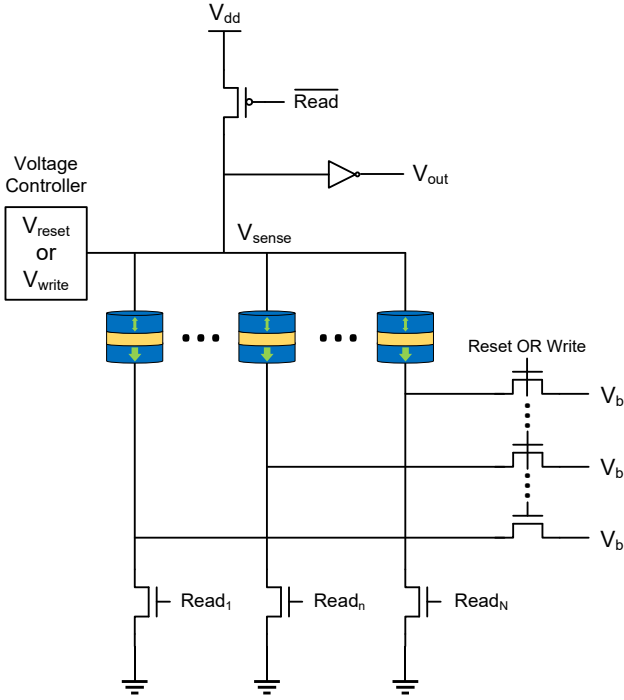 Vdd
Read
Voltage
Controller
Vreset
or
Vwrite
Vout
Vsense
Reset OR Write
Vb
Vb
Vb
Read1
Readn
ReadN